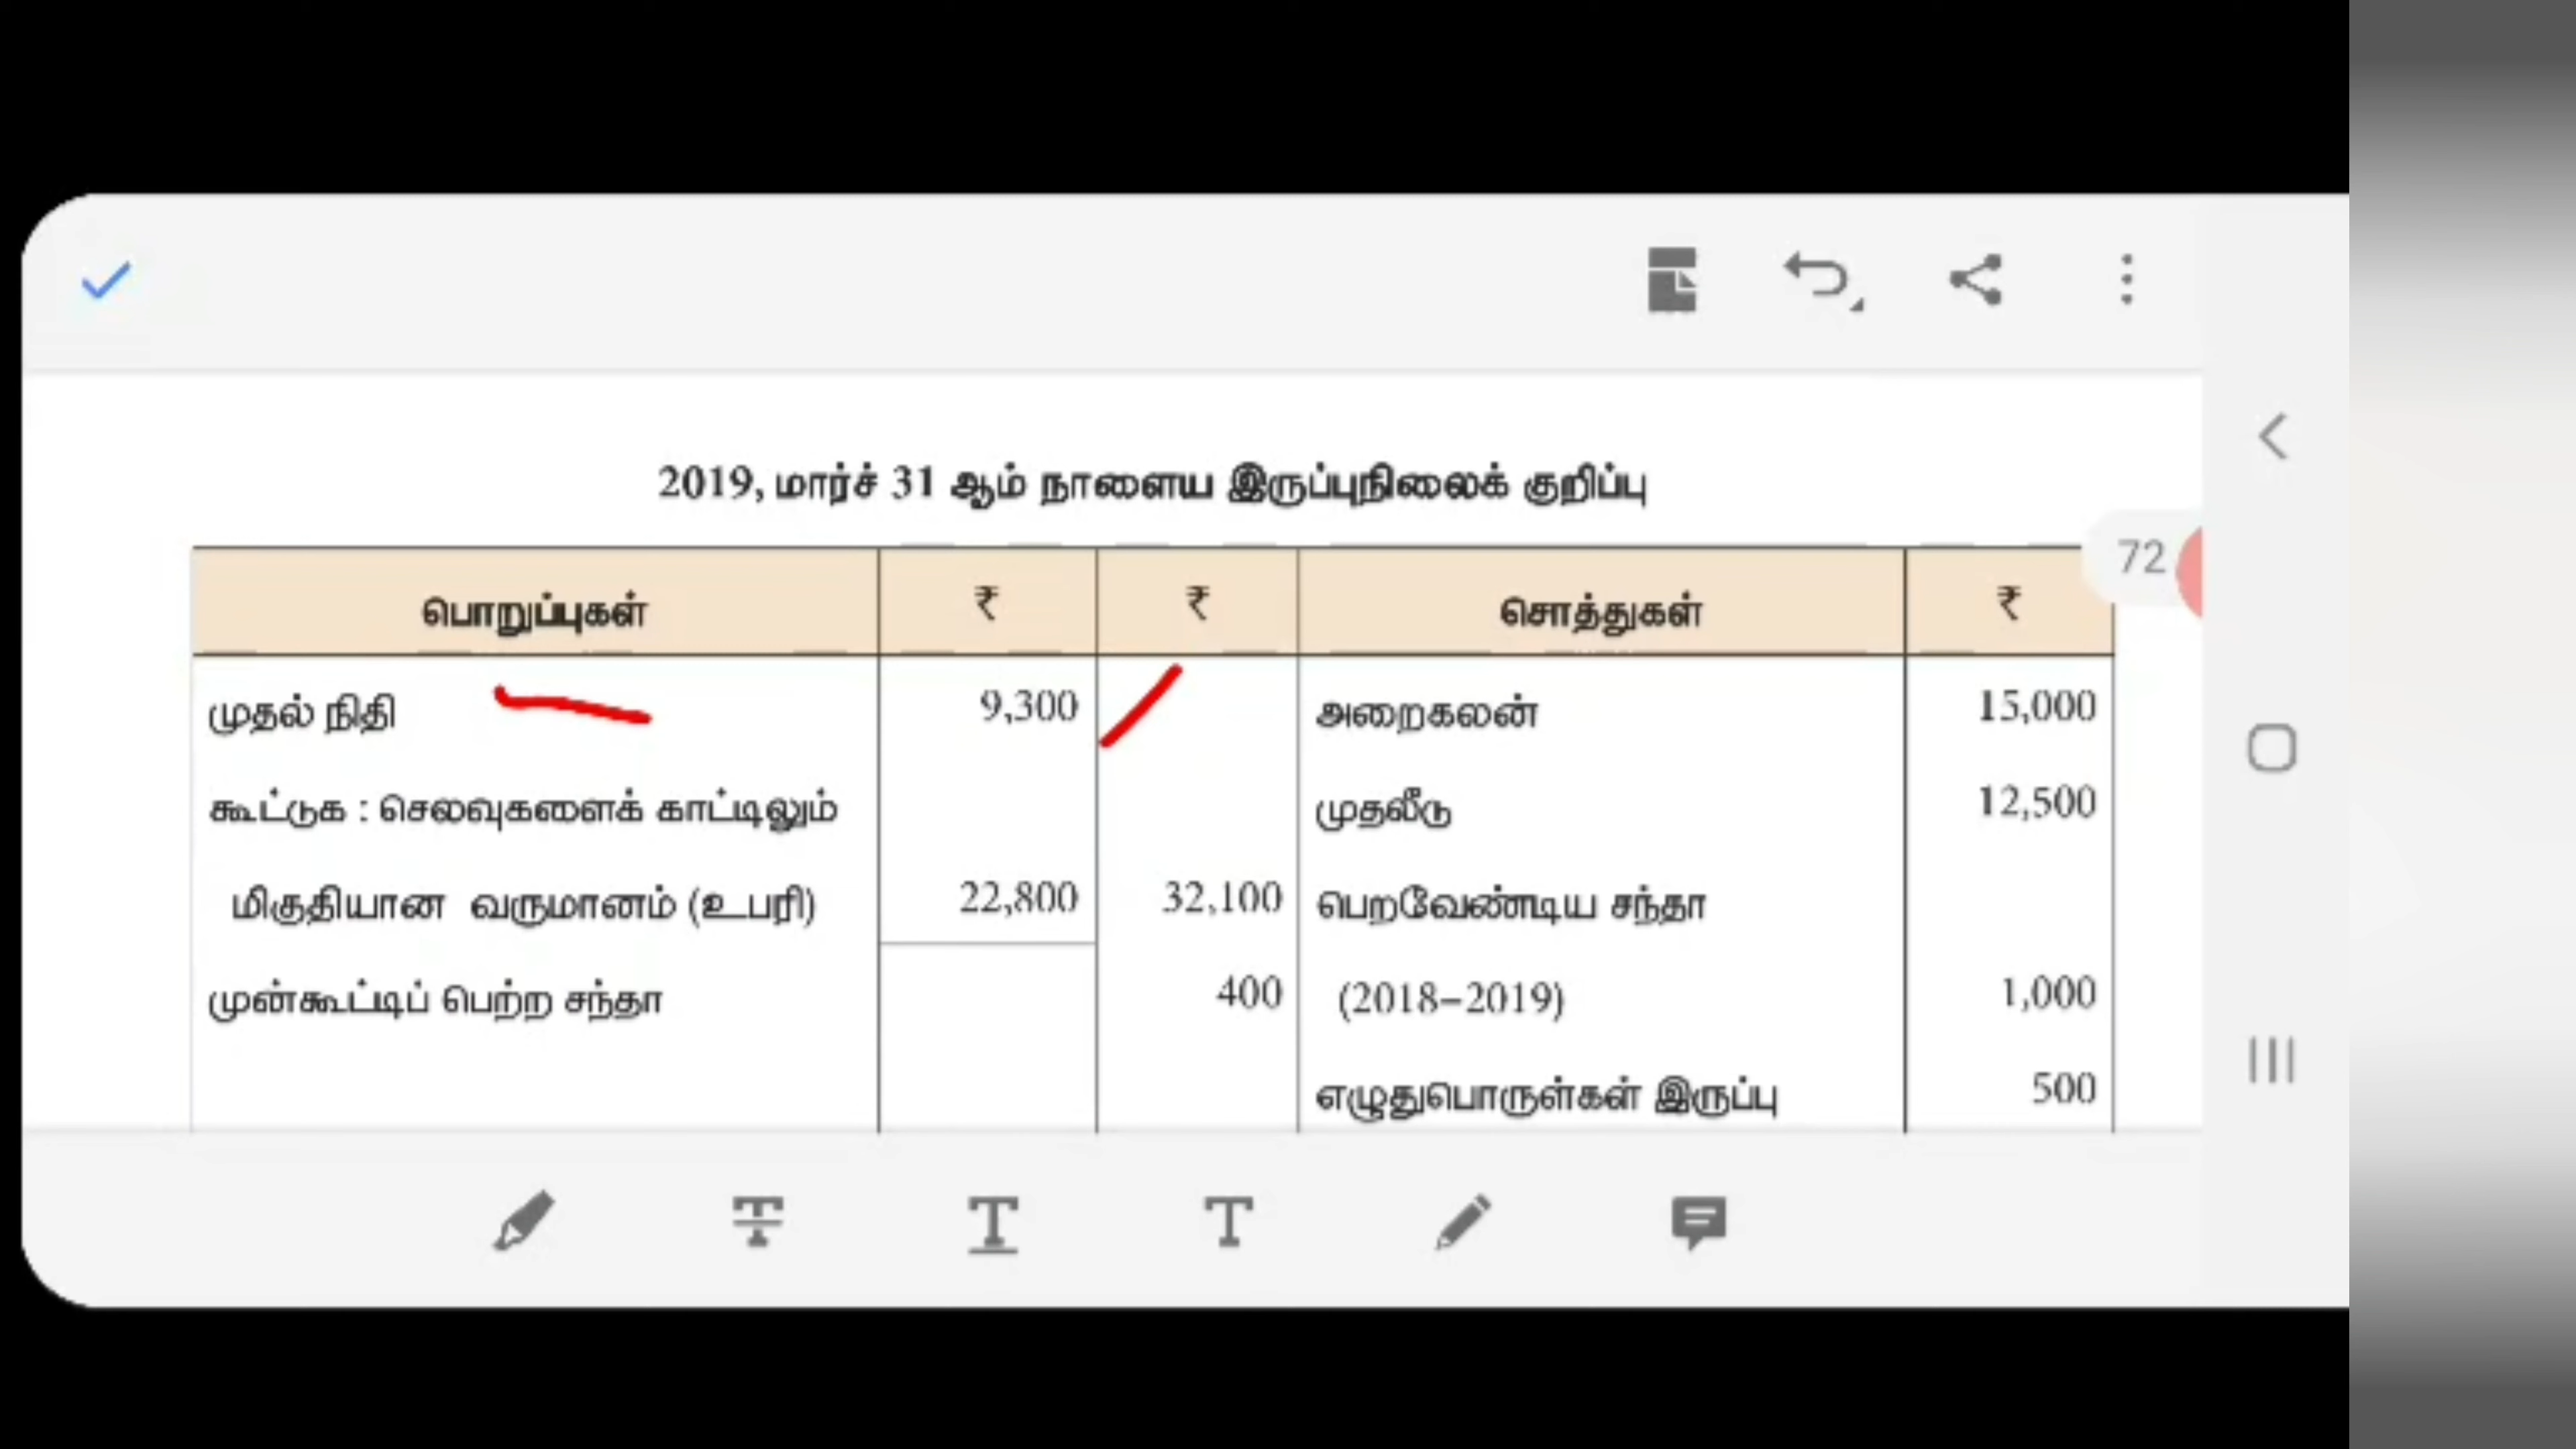 2019, மார்ச் 31 ஆம் நாளைய இருப்புநிலைக் குறிப்பு
72
பொறுப்புகள் ₹ ₹ சொத்துகள் ₹
முதல் நிதி 9,300 அறைகலன் 15,000
கூட்டுக : செலவுகளைக் காட்டிலும் முதலீடு 12,500
மிகுதியான வருமானம் (உபரி) 22,800 32,100 பெறவேண்டிய சந்தா
முன்கூட்டிப் பெற்ற சந்தா 400 (2018–2019) 1,000
எழுதுபொருள்கள் இருப்பு 500